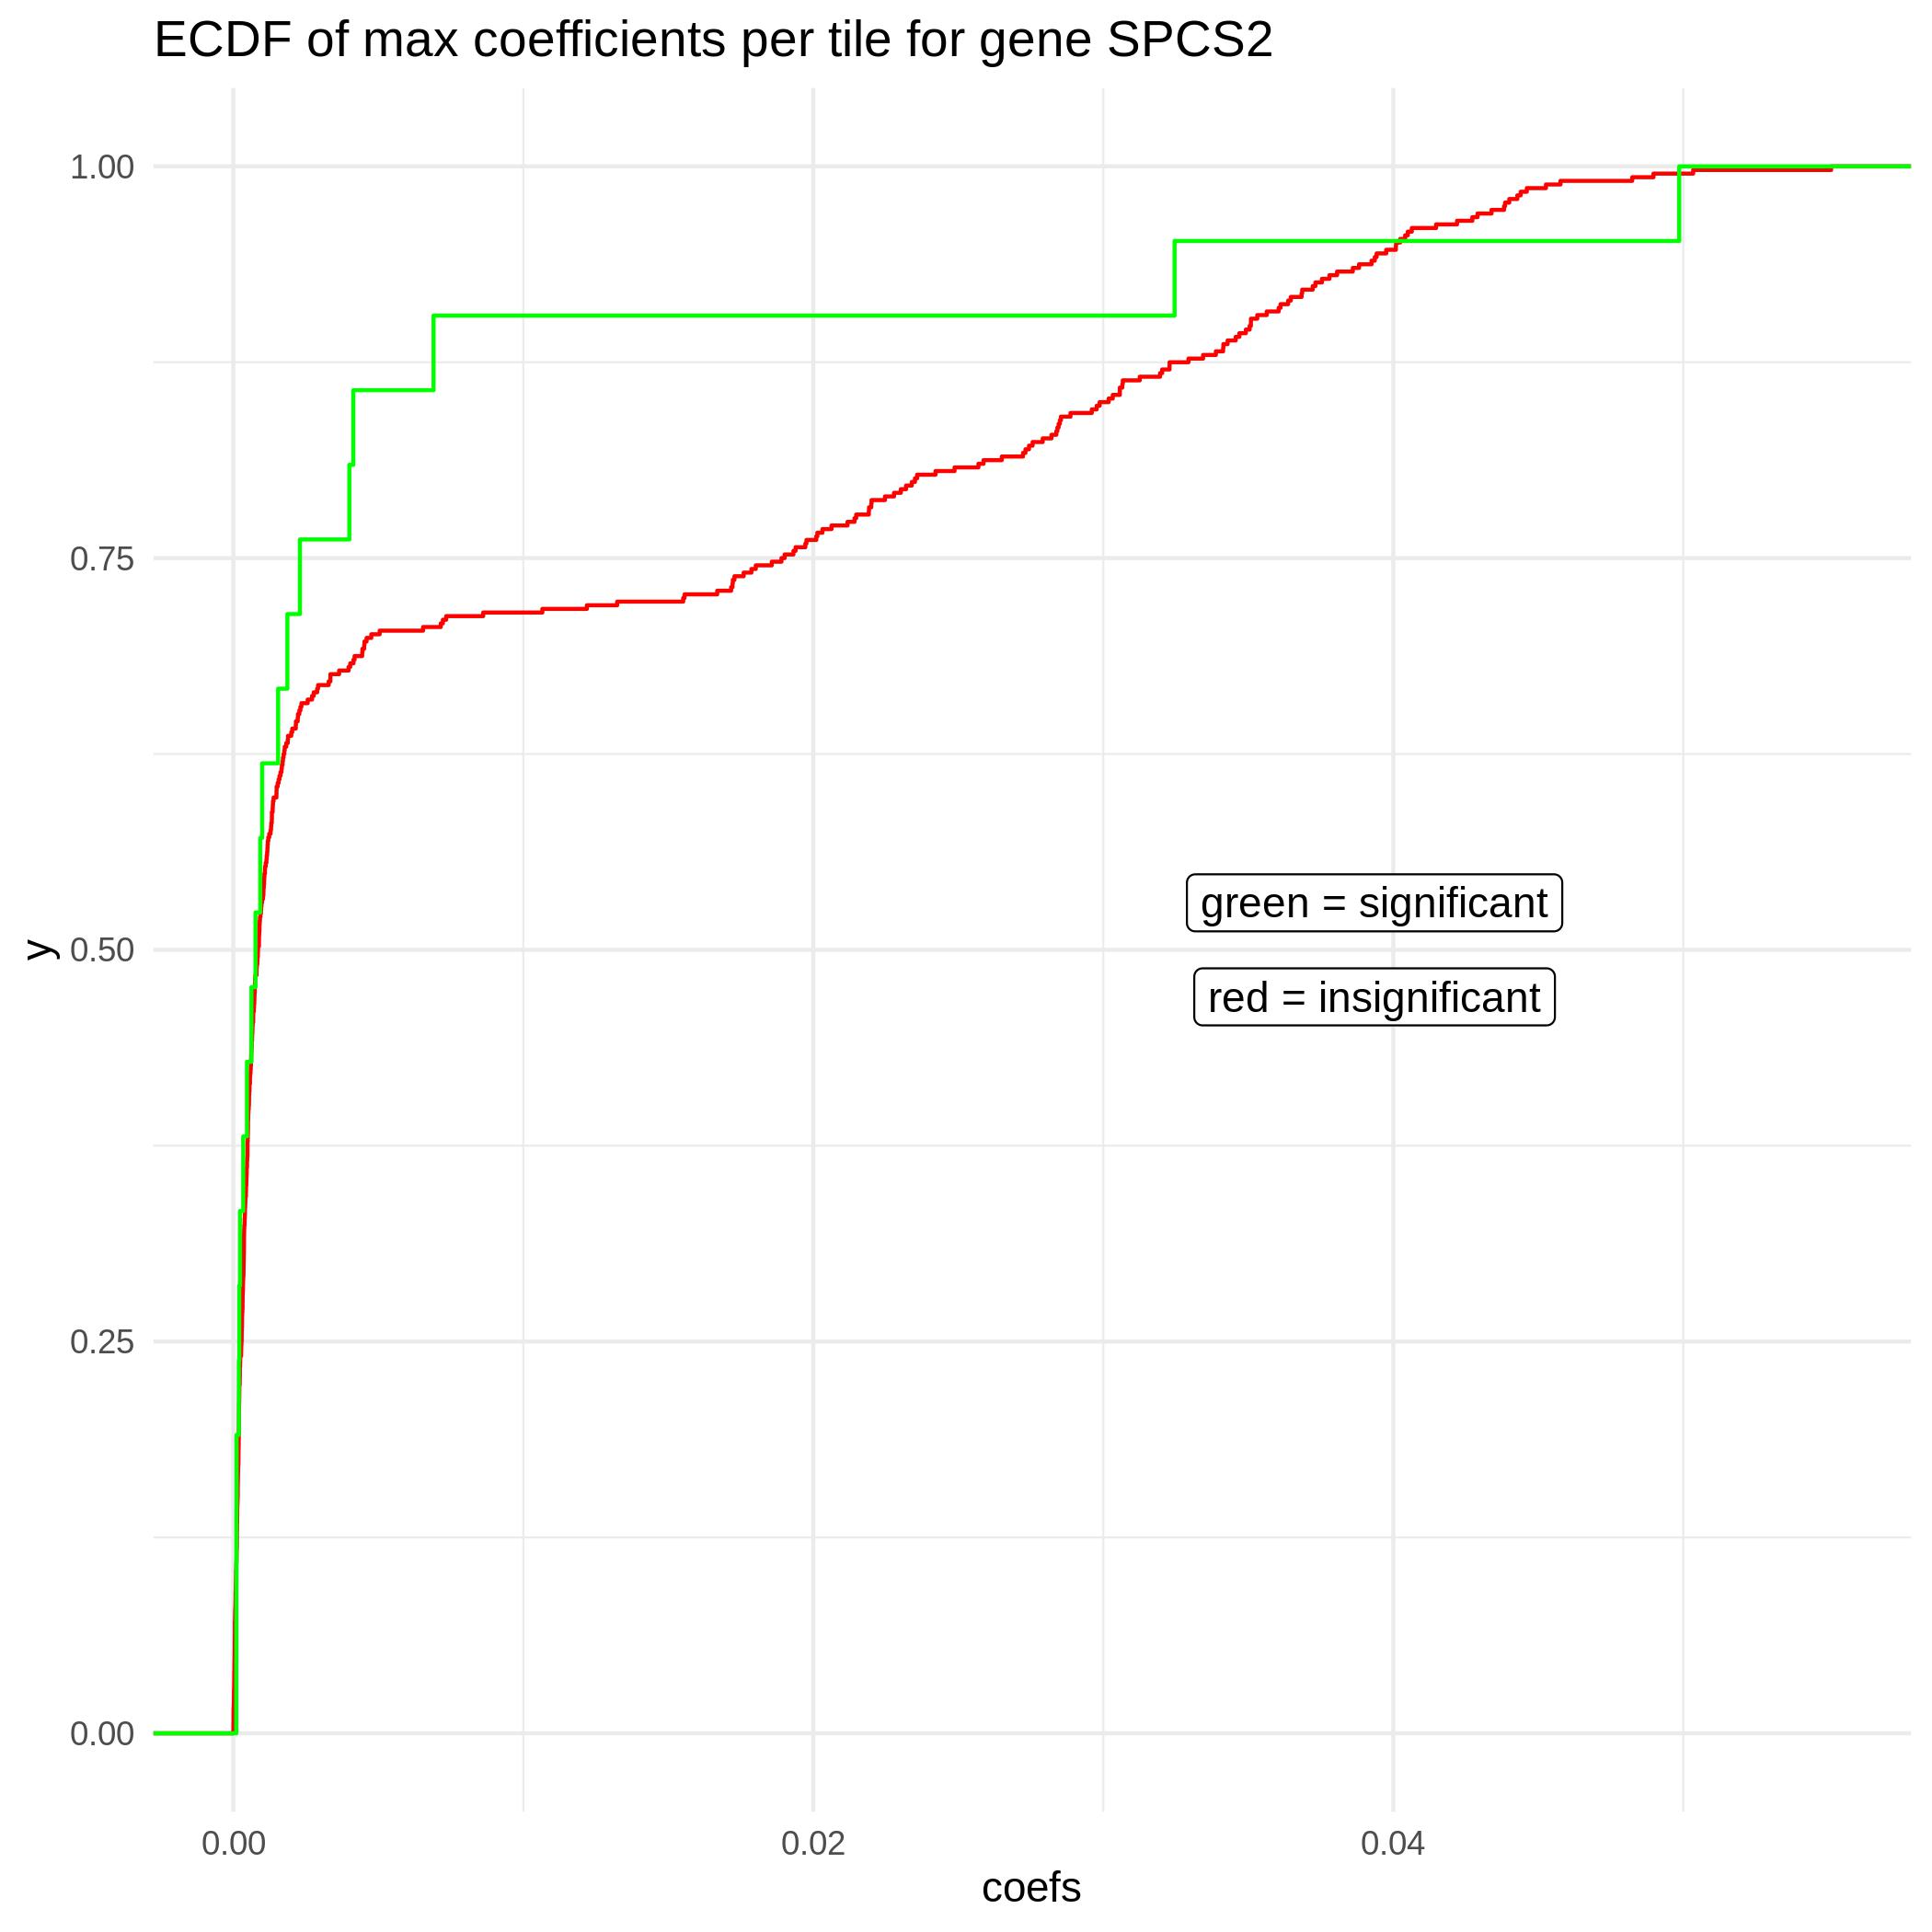 ECDF of max coefficients per tile for gene SPCS2
1.00
0.75
0.50
0.25
0.00
y
green = significant
red = insignificant
0.00
0.02
0.04
coefs